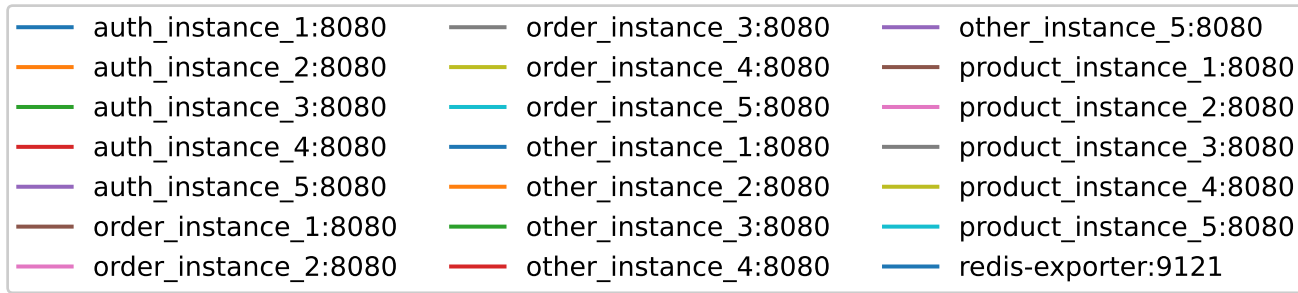 auth_instance_1:8080
auth_instance_2:8080
auth_instance_3:8080
auth_instance_4:8080
auth_instance_5:8080
order_instance_1:8080
order_instance_2:8080
order_instance_3:8080
order_instance_4:8080
order_instance_5:8080
other_instance_1:8080
other_instance_2:8080
other_instance_3:8080
other_instance_4:8080
other_instance_5:8080
product_instance_1:8080
product_instance_2:8080
product_instance_3:8080
product_instance_4:8080
product_instance_5:8080
redis-exporter:9121